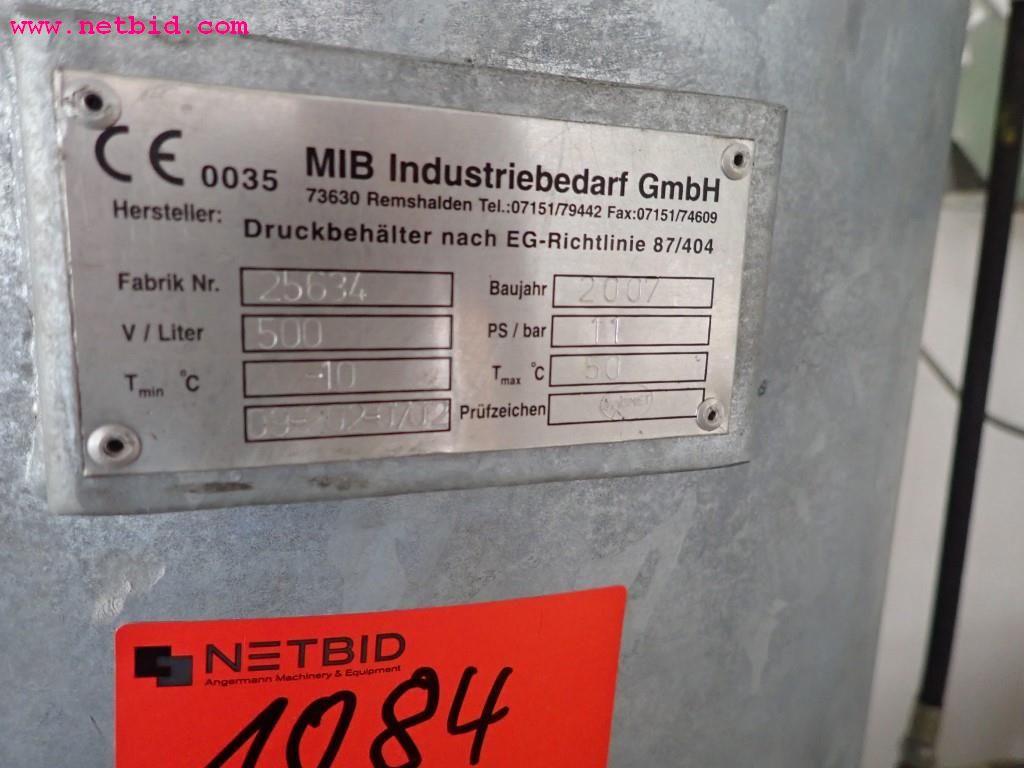 www.netbid.com
CE 0035 MIB Industriebedarf GmbH
73630 Remshalden Tel.:07151/79442 Fax:07151/74609
Hersteller:
Druckbehälter nach EG-Richtlinie 87/404
Fabrik Nr. 25634 Baujahr 2007
V / Liter 500 PS / bar 11
Tmin °C -10 Tmax °C 50
Prüfzeichen
NETBID
Angermann Machinery & Equipment
1084